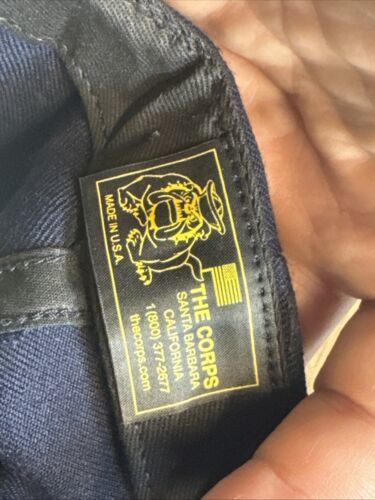 MADE IN U.S.A.
THE CORPS
SANTA BARBARA
CALIFORNIA
1(800) 377-2677
thecorps.com